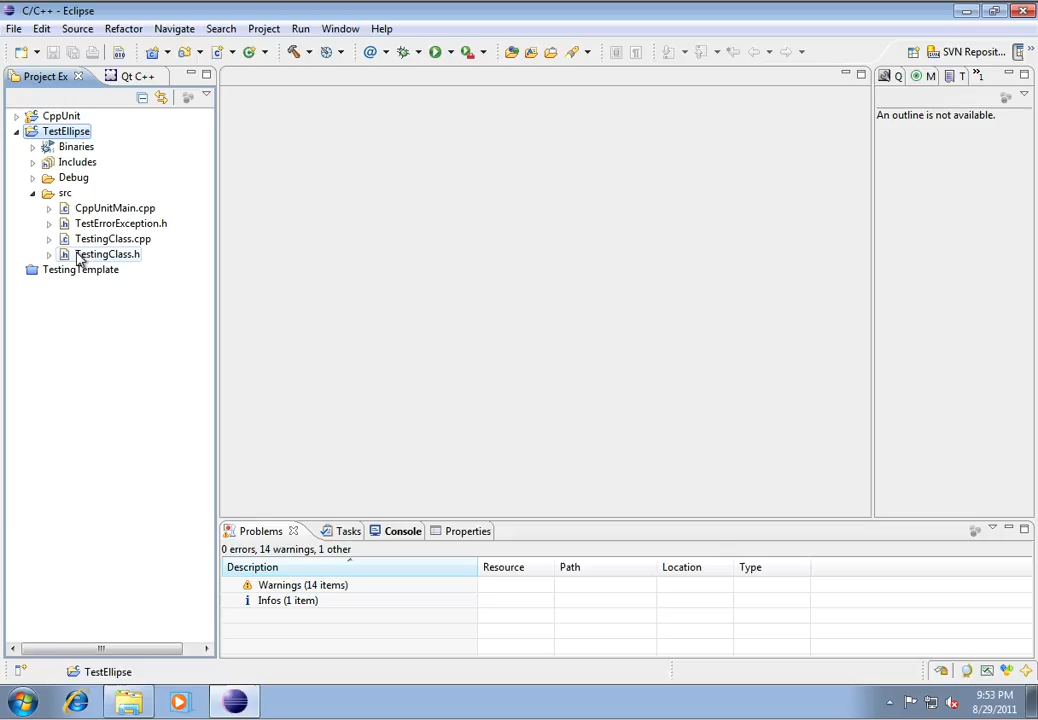 C/C++ - Eclipse
File Edit Source Refactor Navigate Search Project Run Window Help
SVN Reposit...
Project Ex Qt C++
Q M T »1
CppUnit
An outline is not available.
TestEllipse
Binaries
Includes
Debug
src
CppUnitMain.cpp
TestErrorException.h
TestingClass.cpp
TestingClass.h
TestingTemplate
Problems Tasks Console Properties
0 errors, 14 warnings, 1 other
Description Resource Path Location Type
Warnings (14 items)
Infos (1 item)
TestEllipse
9:53 PM
8/29/2011